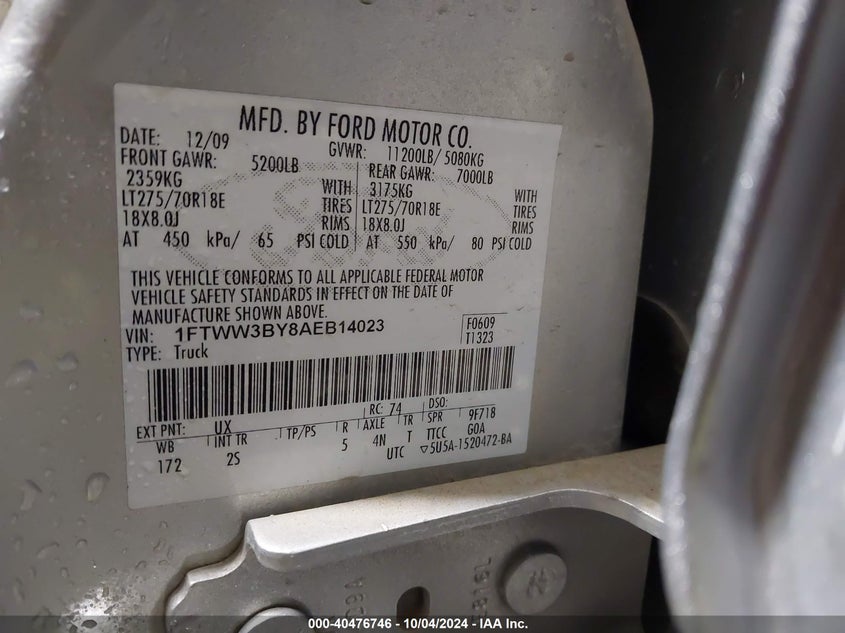 MFD. BY FORD MOTOR CO.
DATE: 12/09 GVWR: 11200LB/ 5080KG
FRONT GAWR: 5200LB REAR GAWR: 7000LB
2359KG WITH 3175KG WITH
LT275/70R18E TIRES LT275/70R18E TIRES
18X8.0J RIMS 18X8.0J RIMS
AT 450 kPa/ 65 PSI COLD AT 550 kPa/ 80 PSI COLD
THIS VEHICLE CONFORMS TO ALL APPLICABLE FEDERAL MOTOR
VEHICLE SAFETY STANDARDS IN EFFECT ON THE DATE OF
MANUFACTURE SHOWN ABOVE.
VIN: 1FTWW3BY8AEB14023 F0609
TYPE: Truck T1323
EXT PNT: UX RC: 74 DSO: 9F718
WB INT TR TP/PS R AXLE TR SPR G0A
172 2S 5 4N T TTCC
UTC ▽5U5A-1520472-BA
000-40476746 - 10/04/2024 - IAA Inc.